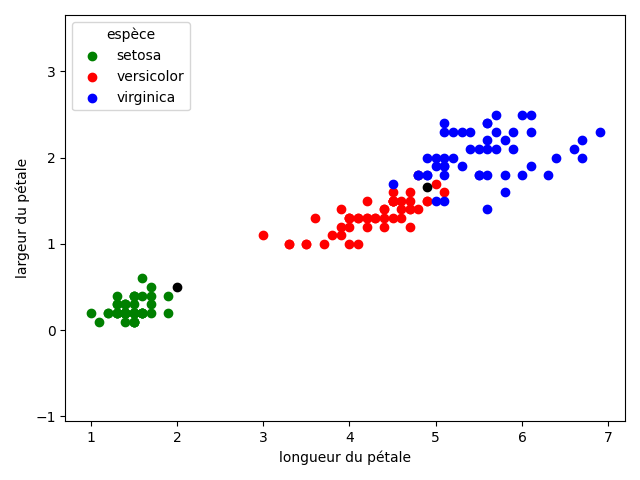 espèce
setosa
versicolor
virginica
3
2
1
0
−1
largeur du pétale
1 2 3 4 5 6 7
longueur du pétale